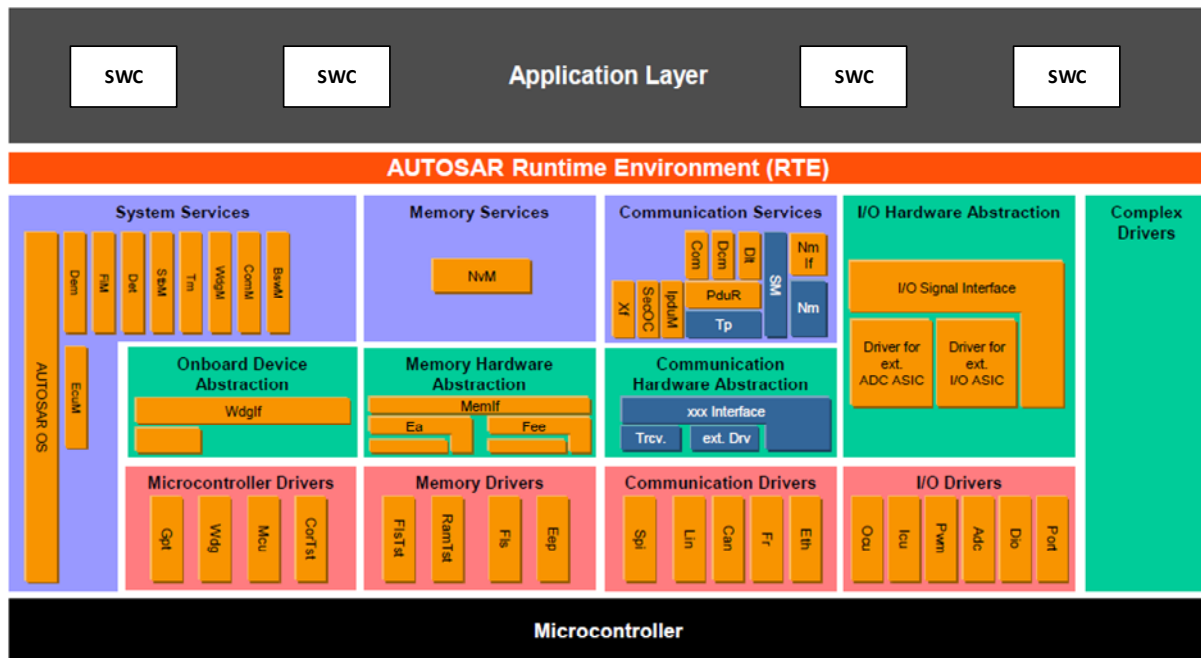 SWC
SWC
Application Layer
SWC
SWC
AUTOSAR Runtime Environment (RTE)
System Services
AUTOSAR OS
Dem
FiM
Det
StbM
Tm
WdgM
ComM
BswM
EcuM
Memory Services
NvM
Communication Services
Com
Dcm
Dlt
SM
Nm
If
Xf
SecOC
IpduM
PduR
Tp
Nm
I/O Hardware Abstraction
I/O Signal Interface
Driver for
ext.
ADC ASIC
Driver for
ext.
I/O ASIC
Complex
Drivers
Onboard Device
Abstraction
WdgIf
Memory Hardware
Abstraction
MemIf
Ea
Fee
Communication
Hardware Abstraction
xxx Interface
Trcv.
ext. Drv
Microcontroller Drivers
Gpt
Wdg
Mcu
CorTst
Memory Drivers
FlsTst
RamTst
Fls
Eep
Communication Drivers
Spi
Lin
Can
Fr
Eth
I/O Drivers
Ocu
Icu
Pwm
Adc
Dio
Port
Microcontroller